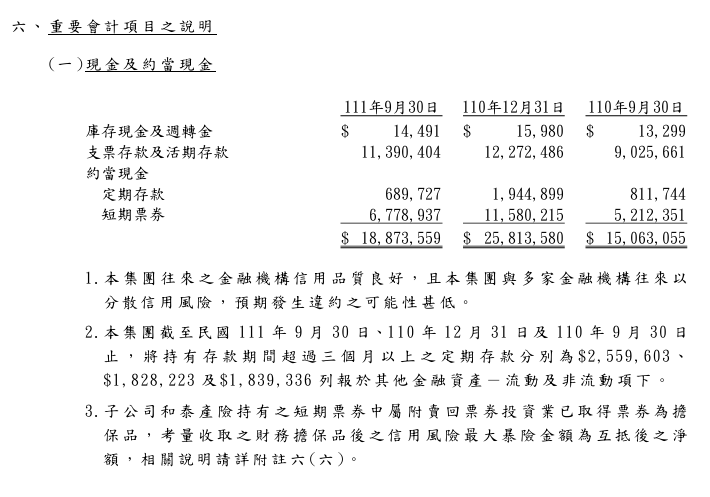 六、重要會計項目之說明
(一)現金及約當現金
111年9月30日 110年12月31日 110年9月30日
庫存現金及週轉金 $ 14,491 $ 15,980 $ 13,299
支票存款及活期存款 11,390,404 12,272,486 9,025,661
約當現金
定期存款 689,727 1,944,899 811,744
短期票券 6,778,937 11,580,215 5,212,351
$ 18,873,559 $ 25,813,580 $ 15,063,055
1.本集團往來之金融機構信用品質良好，且本集團與多家金融機構往來以
分散信用風險，預期發生違約之可能性甚低。
2.本集團截至民國 111 年 9 月 30 日、110 年 12 月 31 日及 110 年 9 月 30 日
止，將持有存款期間超過三個月以上之定期存款分別為$2,559,603、
$1,828,223 及$1,839,336 列報於其他金融資產－流動及非流動項下。
3.子公司和泰產險持有之短期票券中屬附賣回票券投資業已取得票券為擔
保品，考量收取之財務擔保品後之信用風險最大暴險金額為互抵後之淨
額，相關說明請詳附註六(六)。